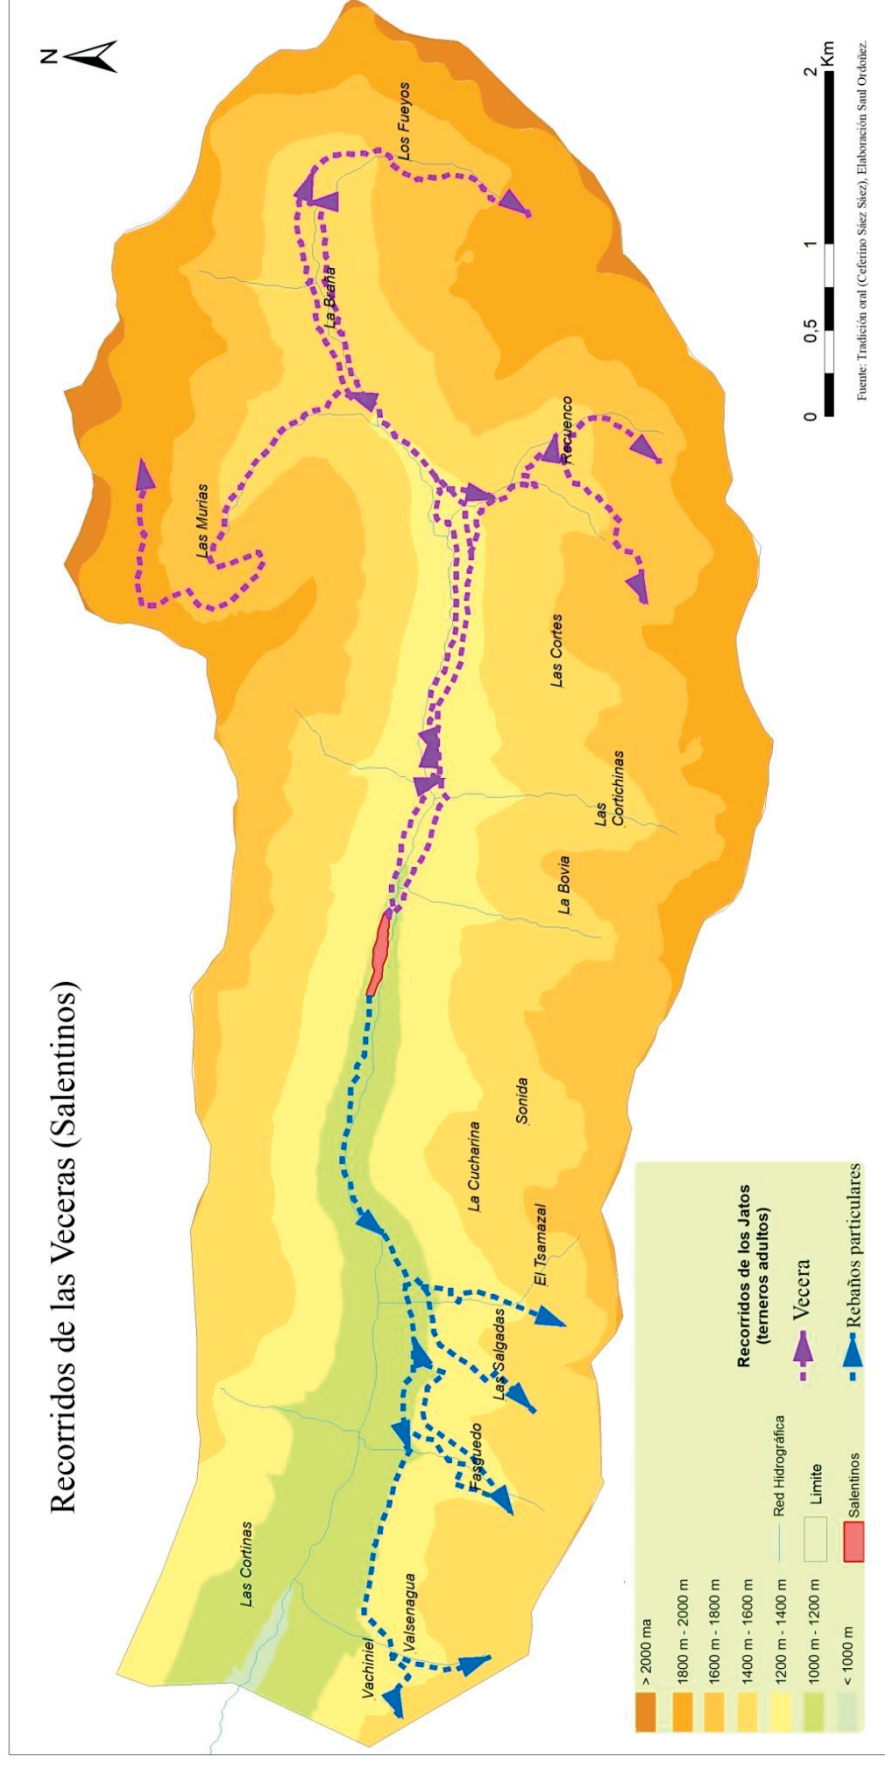 Recorridos de las Veceras (Salentinos)
N
Las Cortinas
Vachiniel
Valsenagua
Fasguedo
Las Salgadas
El Tsamazal
La Cucharina
Sonida
La Bovia
Las
Cortichinas
Las Cortes
Las Murias
Recuenco
La Braña
Los Fueyos
> 2000 ma
1800 m - 2000 m
1600 m - 1800 m
1400 m - 1600 m
1200 m - 1400 m
1000 m - 1200 m
< 1000 m
Red Hidrográfica
Limite
Salentinos
Recorridos de los Jatos
(terneros adultos)
Vecera
Rebaños particulares
0 0,5 1 2
Km
Fuente: Tradición oral (Ceferino Sáez Sáez), Elaboración Saul Ordoñez.